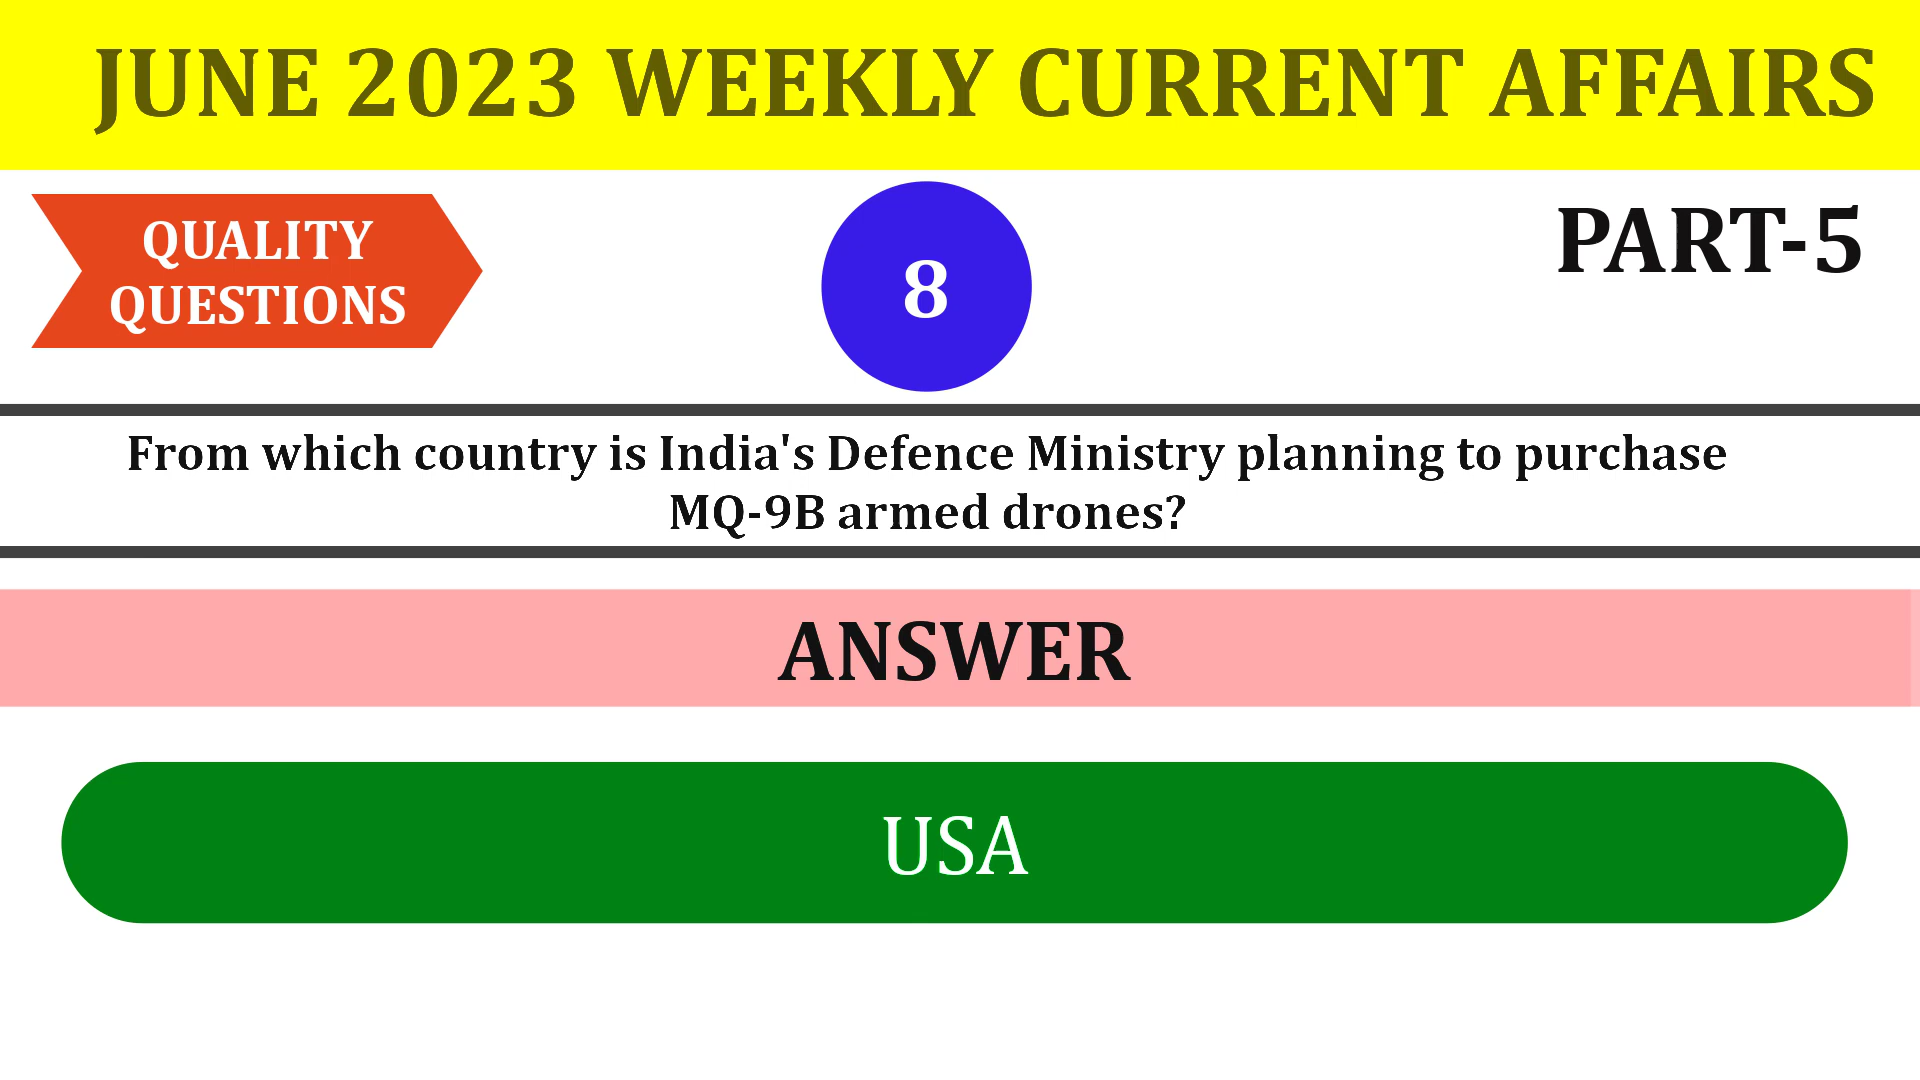 JUNE 2023 WEEKLY CURRENT AFFAIRS
QUALITY
QUESTIONS
8
PART-5
From which country is India's Defence Ministry planning to purchase
MQ-9B armed drones?
ANSWER
USA